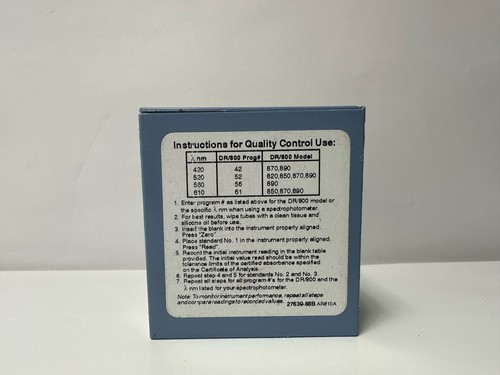 Instructions for Quality Control Use:
λ nm DR/800 Prog# DR/800 Model
420 42 870,890
520 52 820,850,870,890
560 56 890
610 61 850,870,890
1. Enter program # as listed above for the DR/800 model or
the specific λ nm when using a spectrophotometer.
2. For best results, wipe tubes with a clean tissue and
silicone oil before use.
3. Insert the blank into the instrument properly aligned.
Press "Zero"
4. Place standard No. 1 in the instrument properly aligned.
Press "Read".
5. Record the initial instrument reading in the blank table
provided. The initial value read should be within the
tolerance limits of the certified absorbance specified
on the Certificate of Analysis.
6. Repeat step 4 and 5 for standards No. 2 and No. 3.
7. Repeat all steps for all program #'s for the DR/800 and the
λ nm listed for your spectrophotometer.
Note: To monitor instrument performance, repeat all steps
and compare readings to recorded values. 27639-88B AR810A